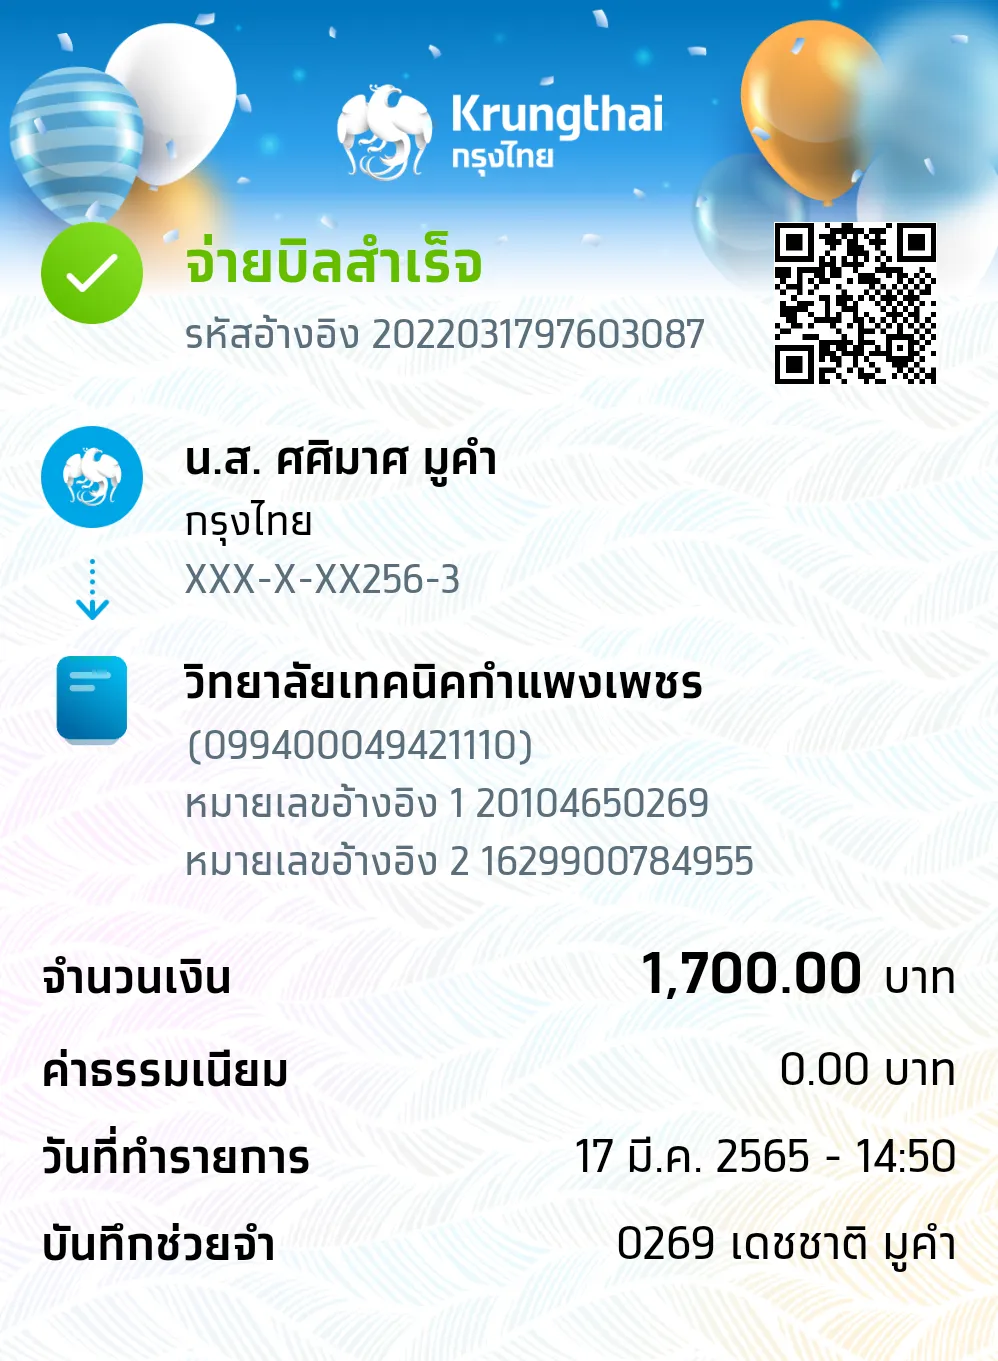 Krungthai
กรุงไทย
จ่ายบิลสำเร็จ
รหัสอ้างอิง 2022031797603087
น.ส. ศศิมาศ มูคำ
กรุงไทย
XXX-X-XX256-3
วิทยาลัยเทคนิคกำแพงเพชร
(099400049421110)
หมายเลขอ้างอิง 1 20104650269
หมายเลขอ้างอิง 2 1629900784955
จำนวนเงิน 1,700.00 บาท
ค่าธรรมเนียม 0.00 บาท
วันที่ทำรายการ 17 มี.ค. 2565 - 14:50
บันทึกช่วยจำ 0269 เดชชาติ มูคำ